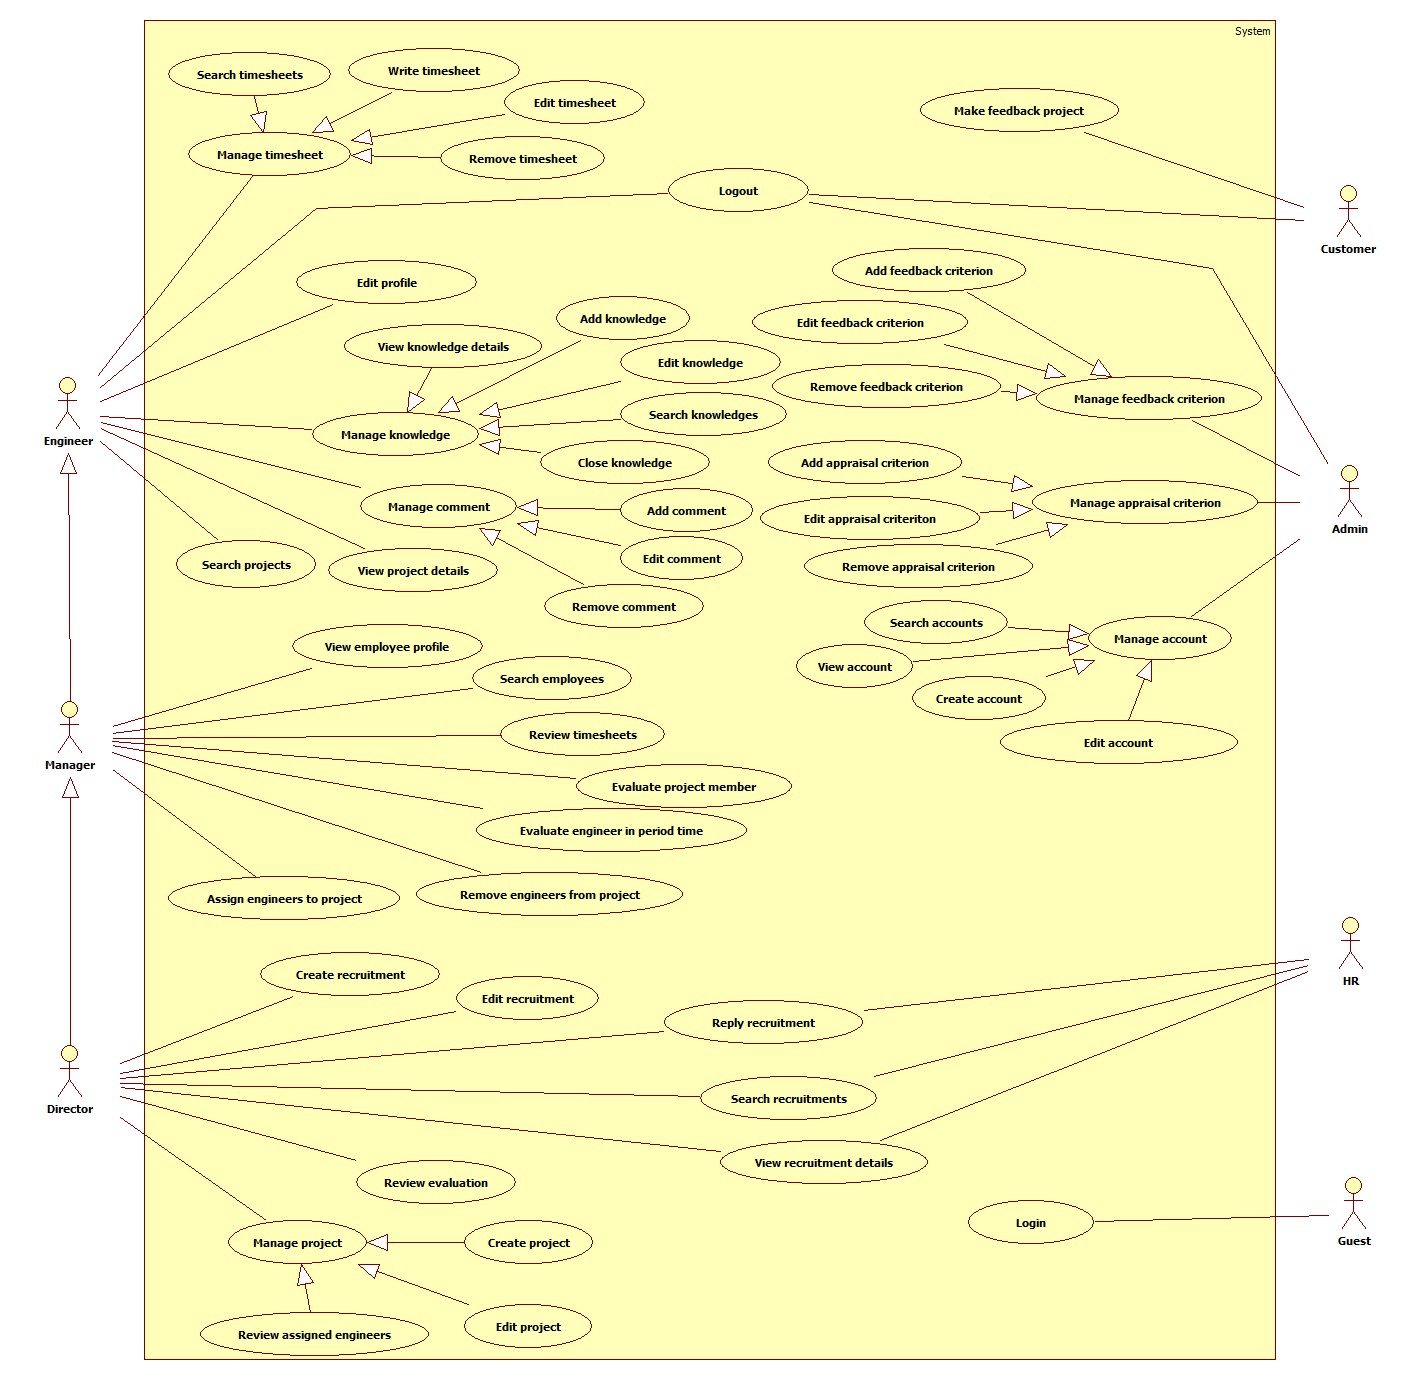 System
Search timesheets
Write timesheet
Edit timesheet
Make feedback project
Manage timesheet
Remove timesheet
Logout
Customer
Edit profile
Add feedback criterion
Add knowledge
Edit feedback criterion
View knowledge details
Edit knowledge
Remove feedback criterion
Manage feedback criterion
Search knowledges
Engineer
Manage knowledge
Close knowledge
Add appraisal criterion
Manage appraisal criterion
Manage comment
Add comment
Edit appraisal criteriton
Admin
Edit comment
Search projects
View project details
Remove appraisal criterion
Remove comment
Search accounts
Manage account
View employee profile
View account
Search employees
Create account
Review timesheets
Edit account
Manager
Evaluate project member
Evaluate engineer in period time
Assign engineers to project
Remove engineers from project
Create recruitment
HR
Edit recruitment
Reply recruitment
Search recruitments
Director
View recruitment details
Review evaluation
Login
Manage project
Create project
Guest
Edit project
Review assigned engineers